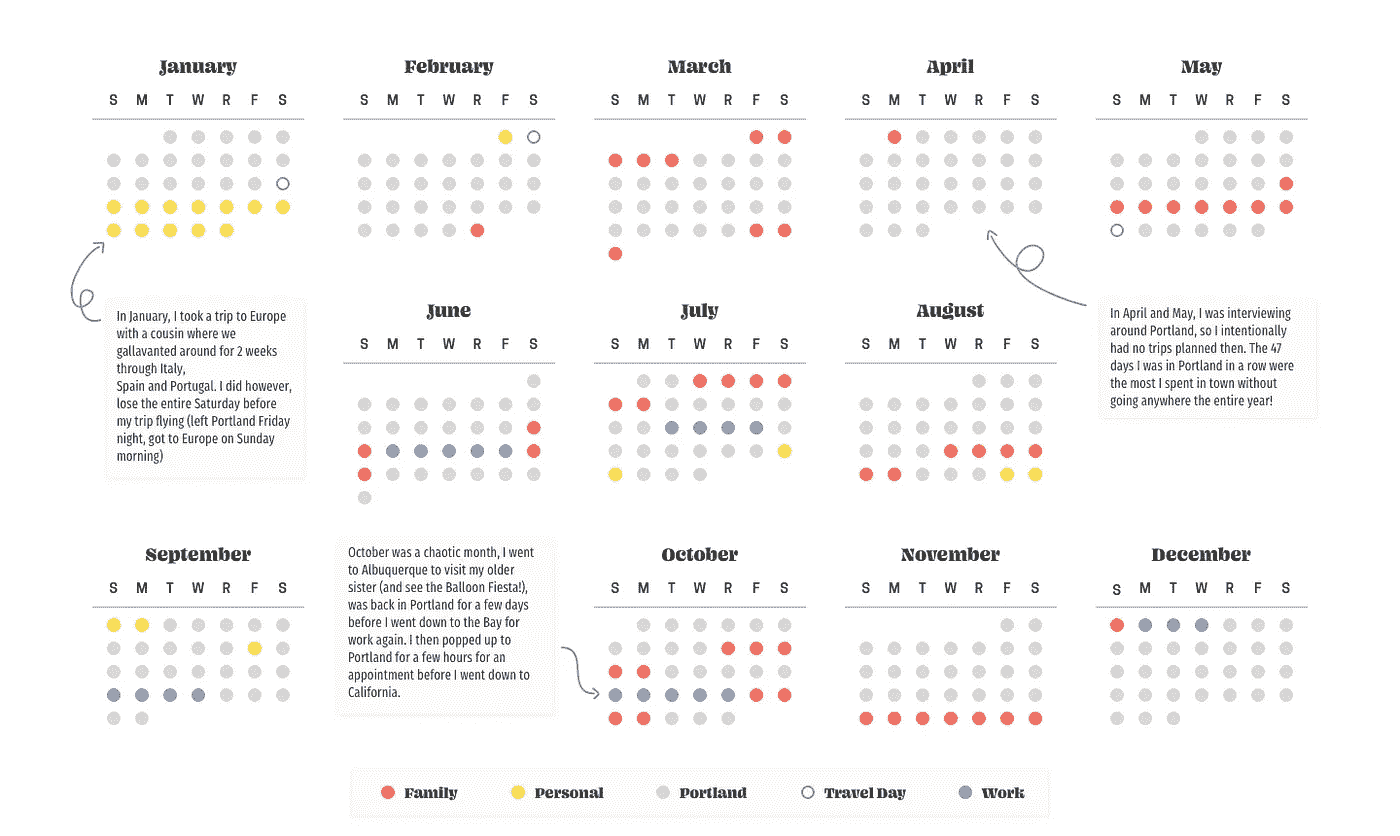 January
February
March
April
May
S M T W R F S
S M T W R F S
S M T W R F S
S M T W R F S
S M T W R F S
In January, I took a trip to Europe
with a cousin where we
gallavanted around for 2 weeks
through Italy,
Spain and Portugal. I did however,
lose the entire Saturday before
my trip flying (left Portland Friday
night, got to Europe on Sunday
morning)
June
July
August
S M T W R F S
S M T W R F S
S M T W R F S
In April and May, I was interviewing
around Portland, so I intentionally
had no trips planned then. The 47
days I was in Portland in a row were
the most I spent in town without
going anywhere the entire year!
September
S M T W R F S
October was a chaotic month, I went
to Albuquerque to visit my older
sister (and see the Balloon Fiesta!),
was back in Portland for a few days
before I went down to the Bay for
work again. I then popped up to
Portland for a few hours for an
appointment before I went down to
California.
October
November
December
S M T W R F S
S M T W R F S
S M T W R F S
Family
Personal
Portland
Travel Day
Work